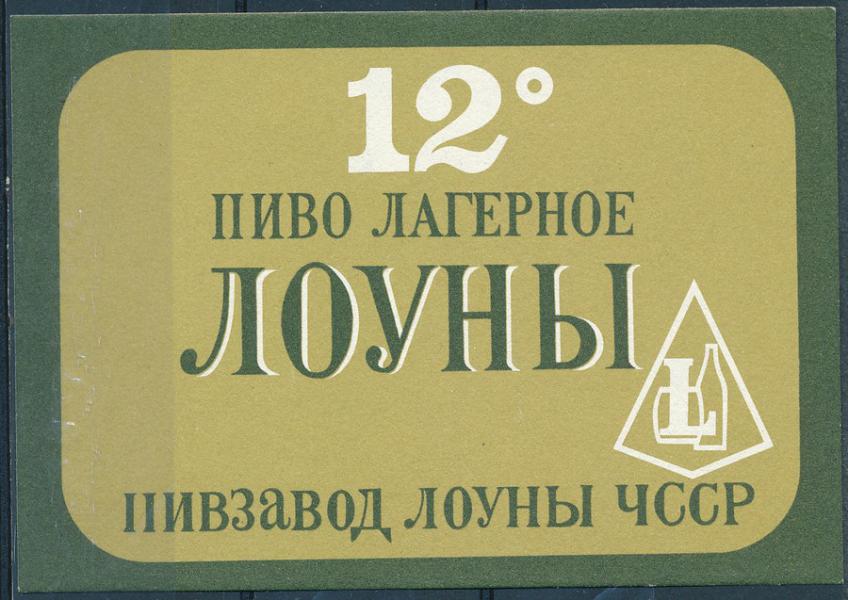 12°
ПИВО ЛАГЕРНОЕ
ЛОУНЫ
L
ПИВЗАВОД ЛОУНЫ ЧССР